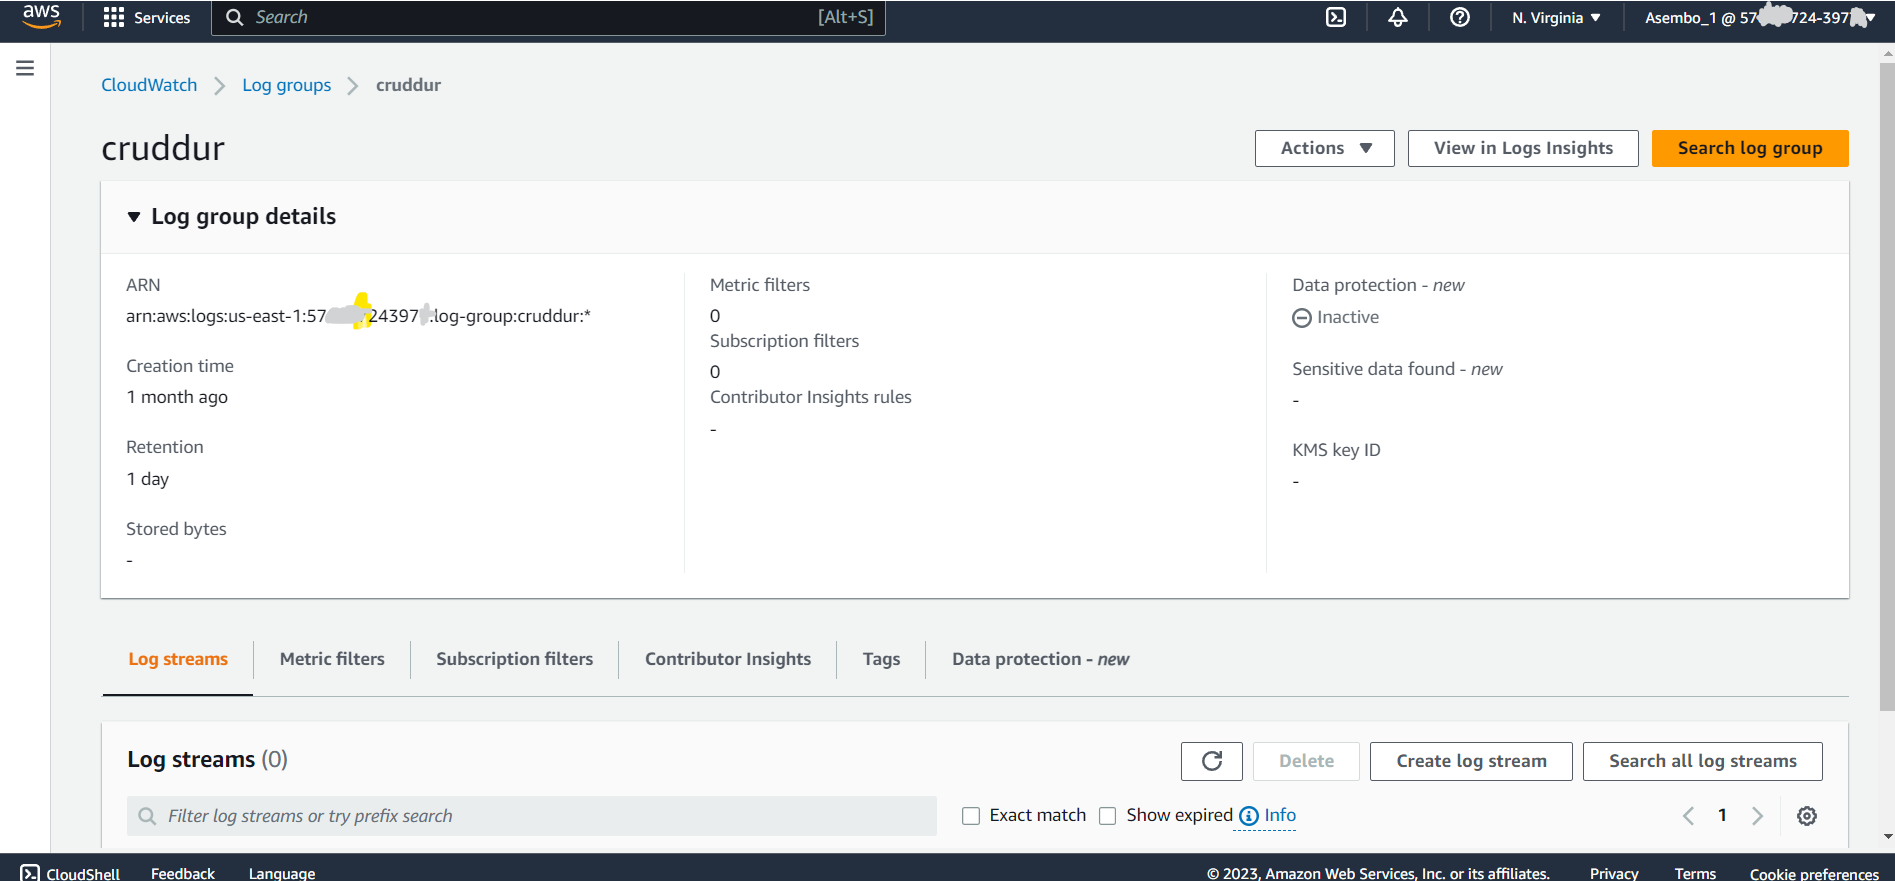 aws Services Search [Alt+S] N. Virginia Asembo_1 @ 57 724-397
CloudWatch Log groups cruddur
cruddur
Actions View in Logs Insights Search log group
Log group details
ARN
arn:aws:logs:us-east-1:57 24397 :log-group:cruddur:*
Creation time
1 month ago
Retention
1 day
Stored bytes
-
Metric filters
0
Subscription filters
0
Contributor Insights rules
-
Data protection - new
Inactive
Sensitive data found - new
-
KMS key ID
-
Log streams Metric filters Subscription filters Contributor Insights Tags Data protection - new
Log streams (0) Delete Create log stream Search all log streams
Filter log streams or try prefix search Exact match Show expired Info 1
CloudShell Feedback Language © 2023, Amazon Web Services, Inc. or its affiliates. Privacy Terms Cookie preferences